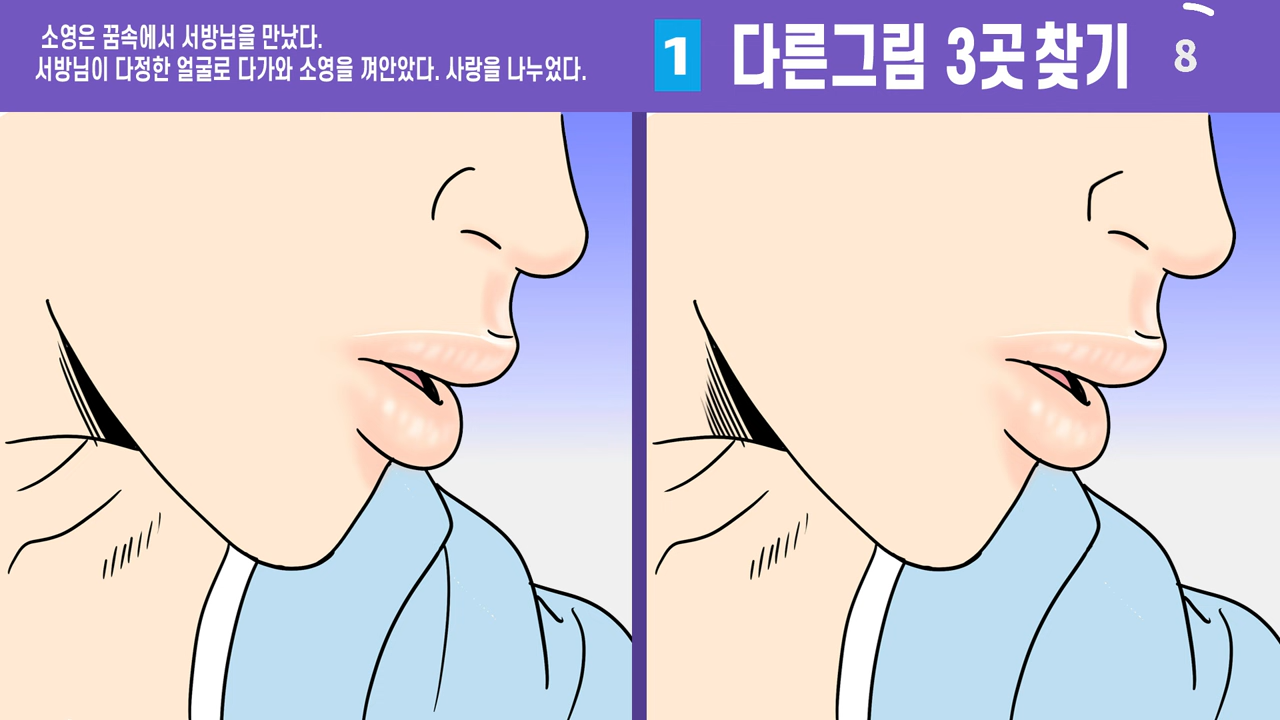 소영은 꿈속에서 서방님을 만났다.
서방님이 다정한 얼굴로 다가와 소영을 껴안았다. 사랑을 나누었다.
1 다른그림 3곳 찾기
8